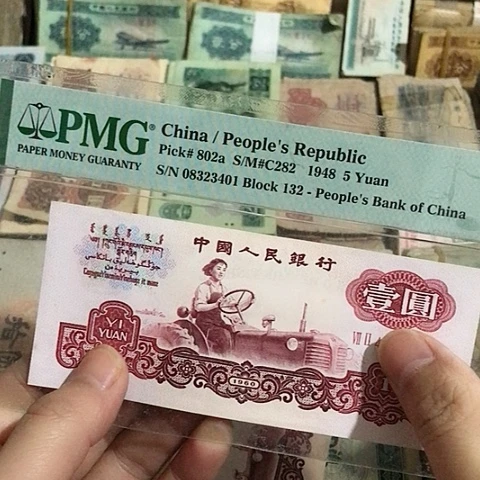 PMG®
PAPER MONEY GUARANTY
China / People's Republic
Pick# 802a S/M#C282 1948 5 Yuan
S/N 08323401 Block 132 - People's Bank of China
中國人民銀行
壹圓
YI
YUAN
1960